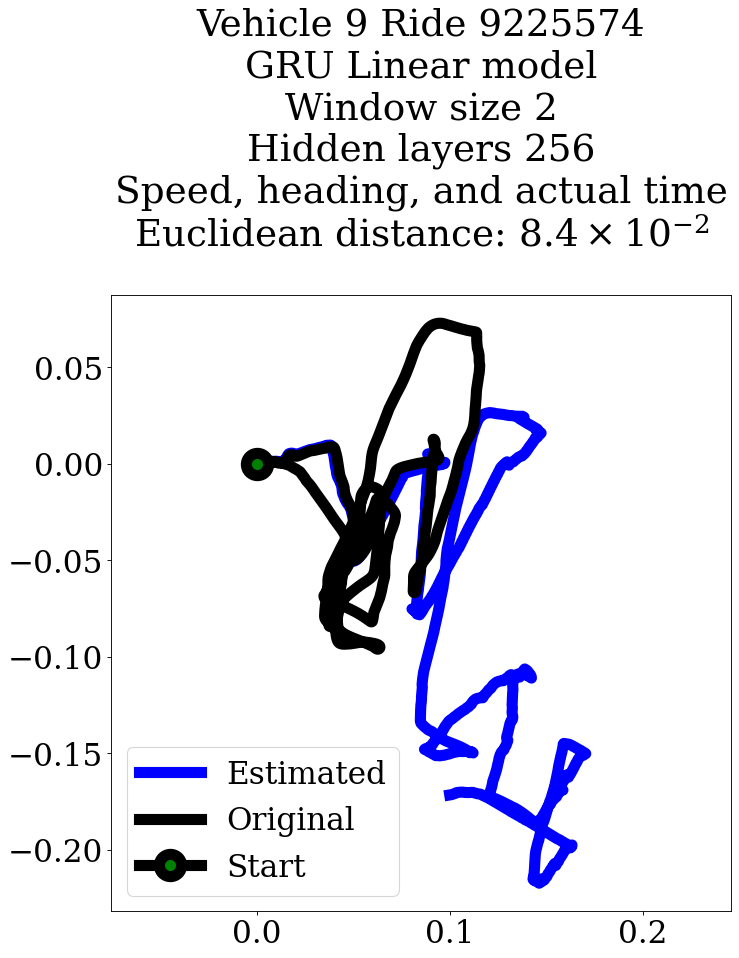 Vehicle 9 Ride 9225574
GRU Linear model
Window size 2
Hidden layers 256
Speed, heading, and actual time
Euclidean distance: 8.4 × 10⁻²
0.05
0.00
−0.05
−0.10
−0.15
−0.20
Estimated
Original
Start
0.0 0.1 0.2